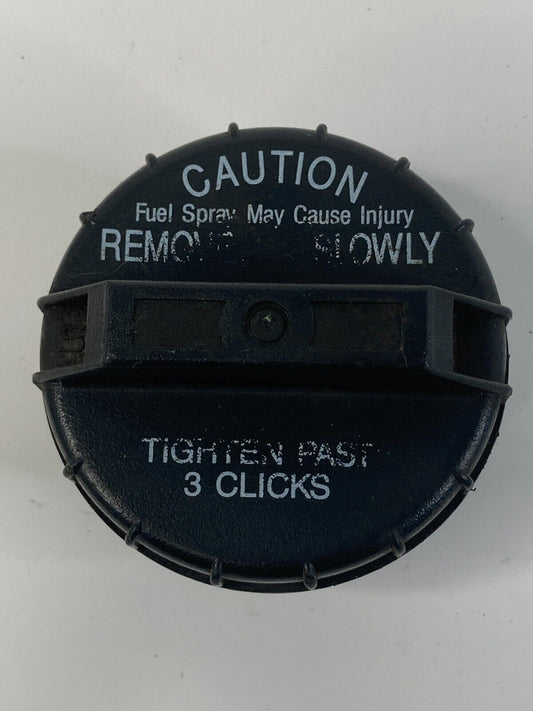 CAUTION
Fuel Spray May Cause Injury
REMOVE SLOWLY
TIGHTEN PAST
3 CLICKS